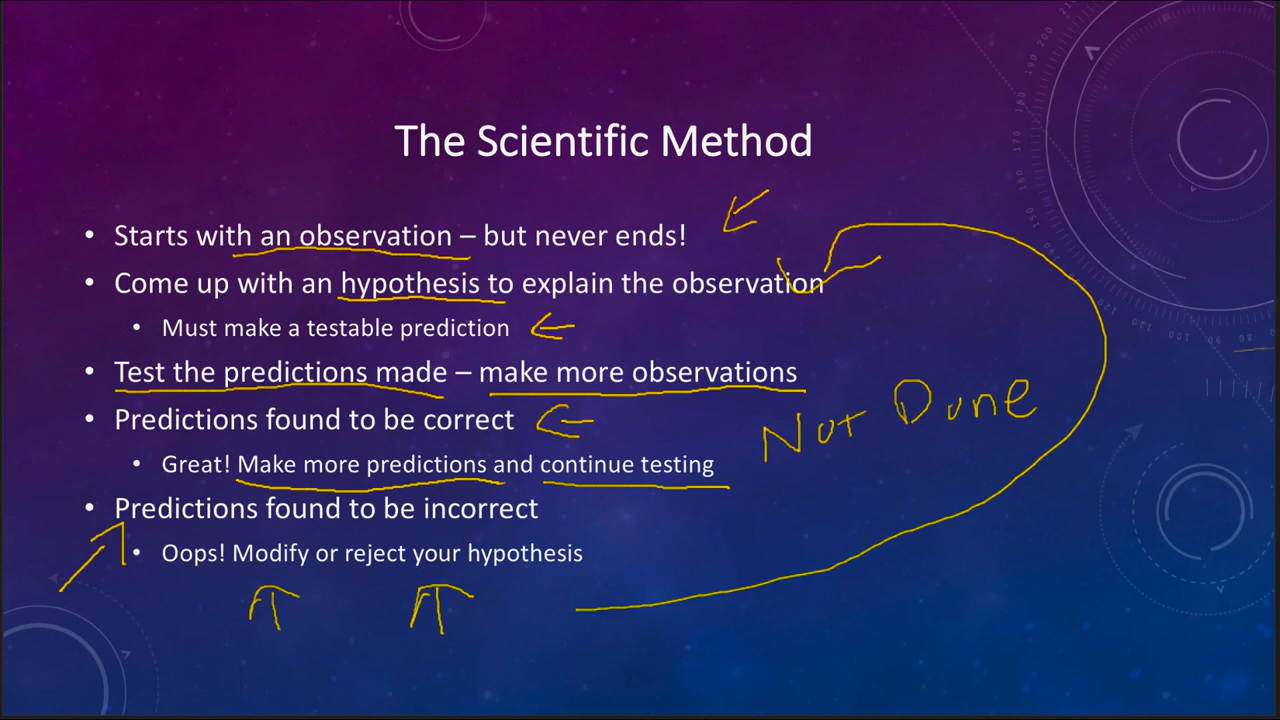 The Scientific Method
• Starts with an observation – but never ends!
• Come up with an hypothesis to explain the observation
• Must make a testable prediction
• Test the predictions made – make more observations
Not Done
• Predictions found to be correct
• Great! Make more predictions and continue testing
• Predictions found to be incorrect
• Oops! Modify or reject your hypothesis